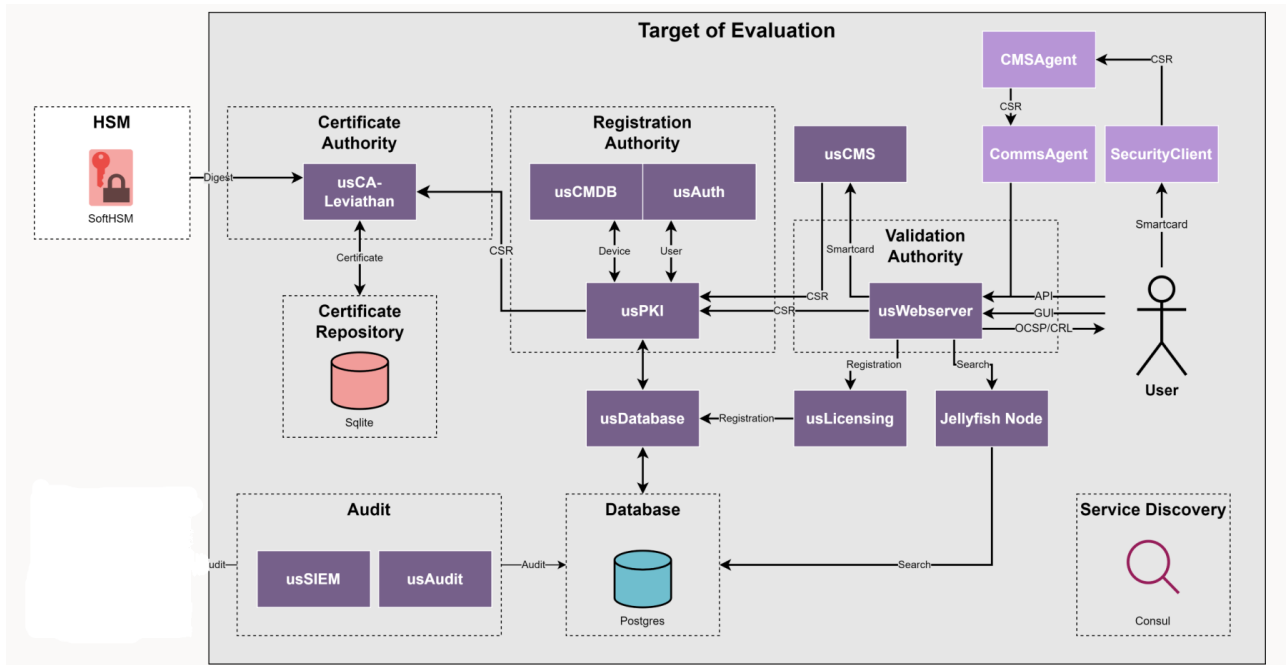 Target of Evaluation
HSM
SoftHSM
Digest
Certificate
Authority
usCA-
Leviathan
Certificate
Certificate
Repository
Sqlite
CSR
Registration
Authority
usCMDB
usAuth
Device
User
usPKI
usCMS
Smartcard
CSR
CSR
Validation
Authority
usWebserver
CMSAgent
CSR
CSR
CommsAgent
SecurityClient
Smartcard
API
GUI
OCSP/CRL
User
Registration
Search
usDatabase
Registration
usLicensing
Jellyfish Node
Audit
usSIEM
usAudit
Audit
Database
Postgres
Search
Service Discovery
Consul